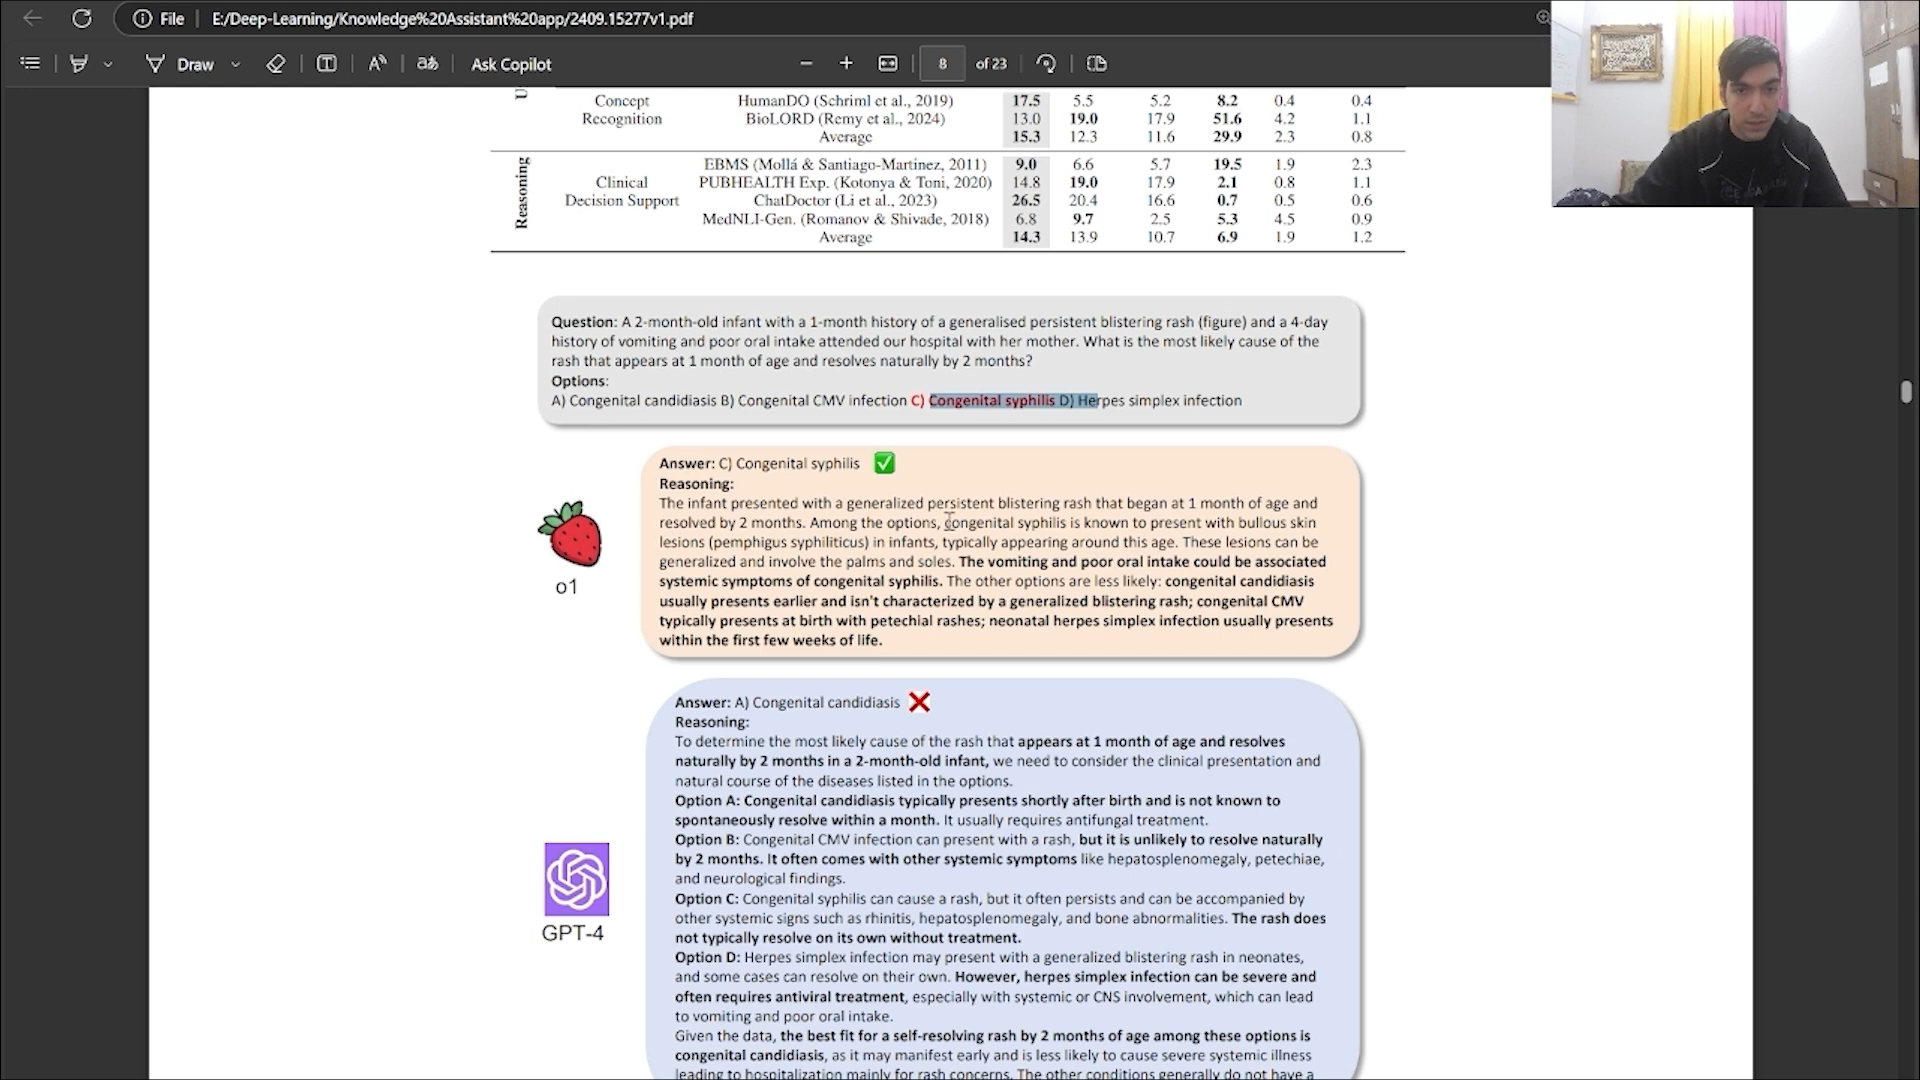 File E:/Deep-Learning/Knowledge%20Assistant%20app/2409.15277v1.pdf
Draw Ask Copilot 8 of 23
Concept HumanDO (Schriml et al., 2019) 17.5 5.5 5.2 8.2 0.4 0.4
Recognition BioLORD (Remy et al., 2024) 13.0 19.0 17.9 51.6 4.2 1.1
Average 15.3 12.3 11.6 29.9 2.3 0.8
Reasoning
EBMS (Mollá & Santiago-Martinez, 2011) 9.0 6.6 5.7 19.5 1.9 2.3
Clinical PUBHEALTH Exp. (Kotonya & Toni, 2020) 14.8 19.0 17.9 2.1 0.8 1.1
Decision Support ChatDoctor (Li et al., 2023) 26.5 20.4 16.6 0.7 0.5 0.6
MedNLI-Gen. (Romanov & Shivade, 2018) 6.8 9.7 2.5 5.3 4.5 0.9
Average 14.3 13.9 10.7 6.9 1.9 1.2
Question: A 2-month-old infant with a 1-month history of a generalised persistent blistering rash (figure) and a 4-day
history of vomiting and poor oral intake attended our hospital with her mother. What is the most likely cause of the
rash that appears at 1 month of age and resolves naturally by 2 months?
Options:
A) Congenital candidiasis B) Congenital CMV infection C) Congenital syphilis D) Herpes simplex infection
Answer: C) Congenital syphilis
Reasoning:
The infant presented with a generalized persistent blistering rash that began at 1 month of age and
resolved by 2 months. Among the options, congenital syphilis is known to present with bullous skin
lesions (pemphigus syphiliticus) in infants, typically appearing around this age. These lesions can be
generalized and involve the palms and soles. The vomiting and poor oral intake could be associated
systemic symptoms of congenital syphilis. The other options are less likely: congenital candidiasis
usually presents earlier and isn't characterized by a generalized blistering rash; congenital CMV
typically presents at birth with petechial rashes; neonatal herpes simplex infection usually presents
within the first few weeks of life.
o1
Answer: A) Congenital candidiasis
Reasoning:
To determine the most likely cause of the rash that appears at 1 month of age and resolves
naturally by 2 months in a 2-month-old infant, we need to consider the clinical presentation and
natural course of the diseases listed in the options.
Option A: Congenital candidiasis typically presents shortly after birth and is not known to
spontaneously resolve within a month. It usually requires antifungal treatment.
Option B: Congenital CMV infection can present with a rash, but it is unlikely to resolve naturally
by 2 months. It often comes with other systemic symptoms like hepatosplenomegaly, petechiae,
and neurological findings.
Option C: Congenital syphilis can cause a rash, but it often persists and can be accompanied by
other systemic signs such as rhinitis, hepatosplenomegaly, and bone abnormalities. The rash does
not typically resolve on its own without treatment.
Option D: Herpes simplex infection may present with a generalized blistering rash in neonates,
and some cases can resolve on their own. However, herpes simplex infection can be severe and
often requires antiviral treatment, especially with systemic or CNS involvement, which can lead
to vomiting and poor oral intake.
Given the data, the best fit for a self-resolving rash by 2 months of age among these options is
congenital candidiasis, as it may manifest early and is less likely to cause severe systemic illness
leading to hospitalization mainly for rash concerns. The other conditions generally do not have a
GPT-4